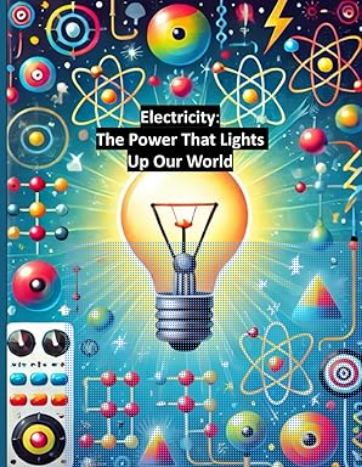 Electricity:
The Power That Lights
Up Our World